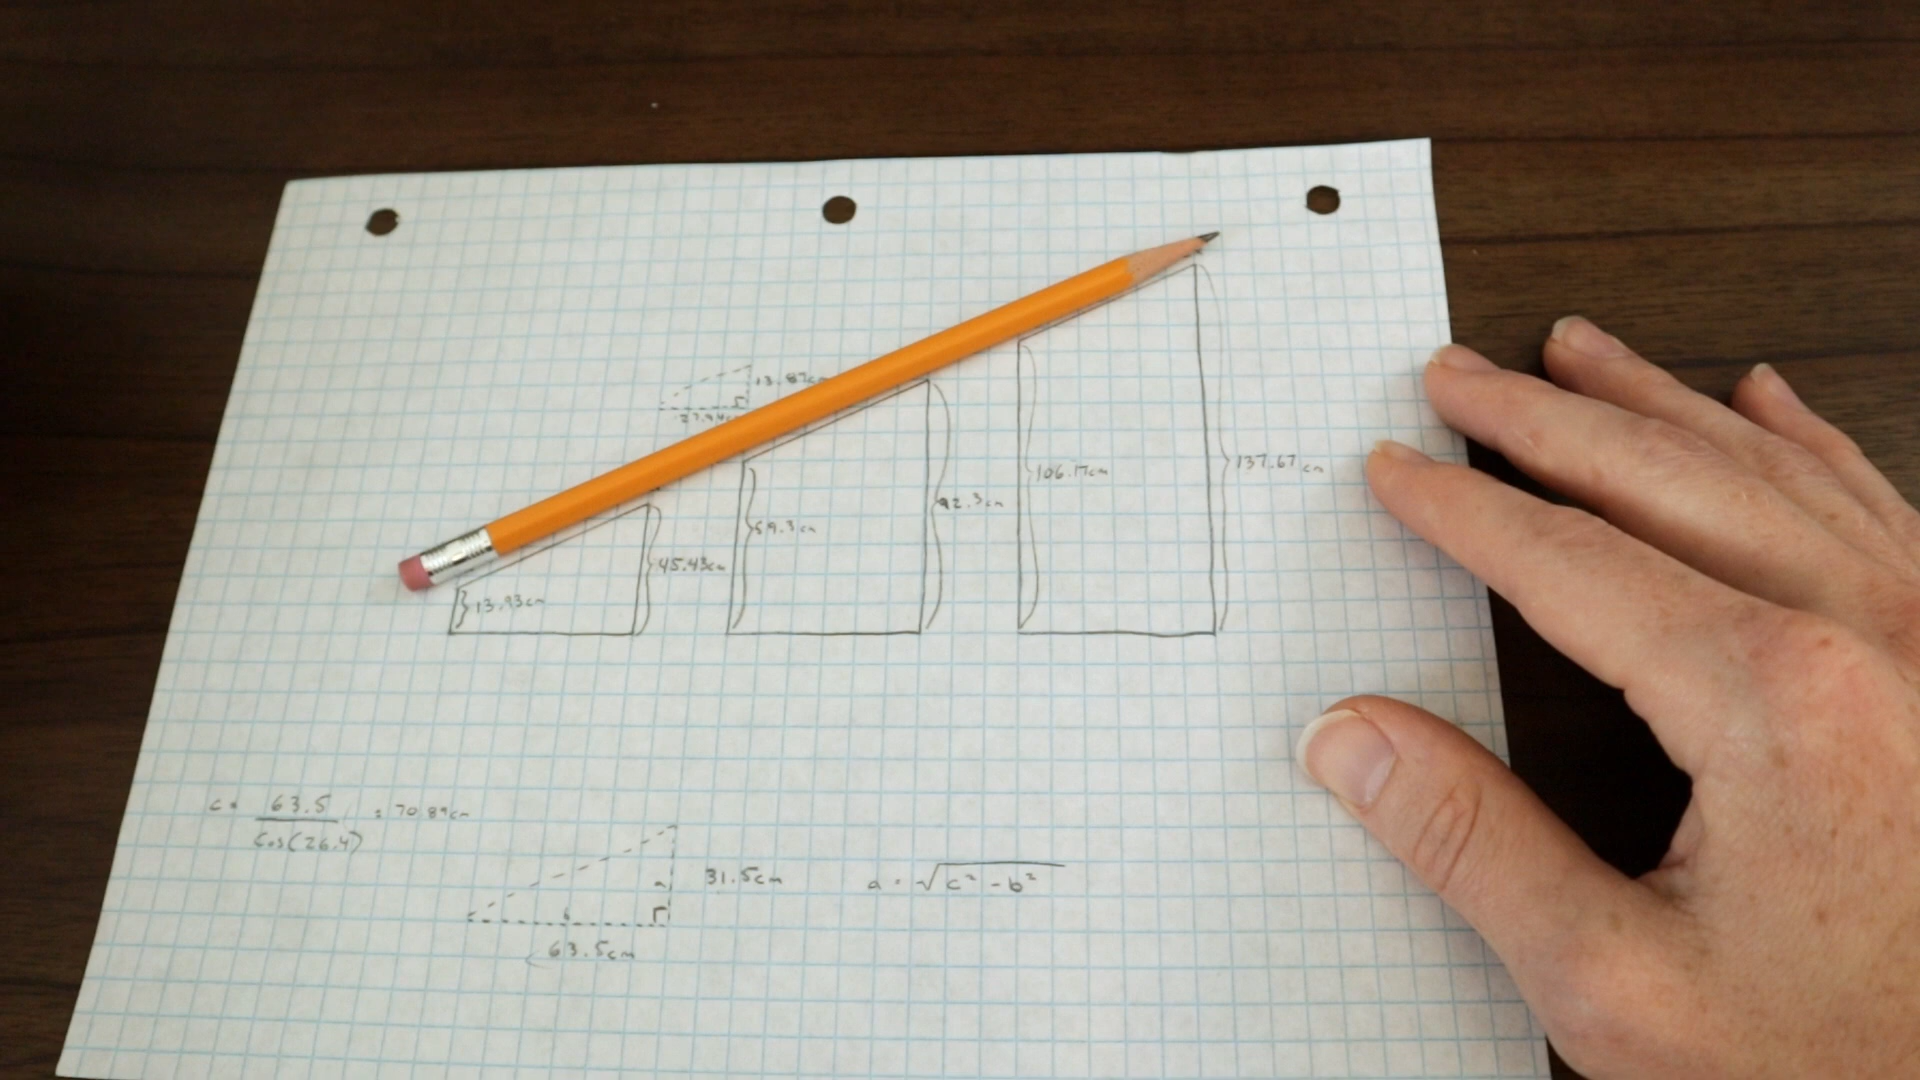 13.87cm
27.94cm
106.17cm
137.67cm
92.3cm
59.3cm
45.43cm
13.93cm
c = 63.5 / cos(26.4) = 70.89cm
a
31.5cm
a = √c² - b²
b
63.5cm